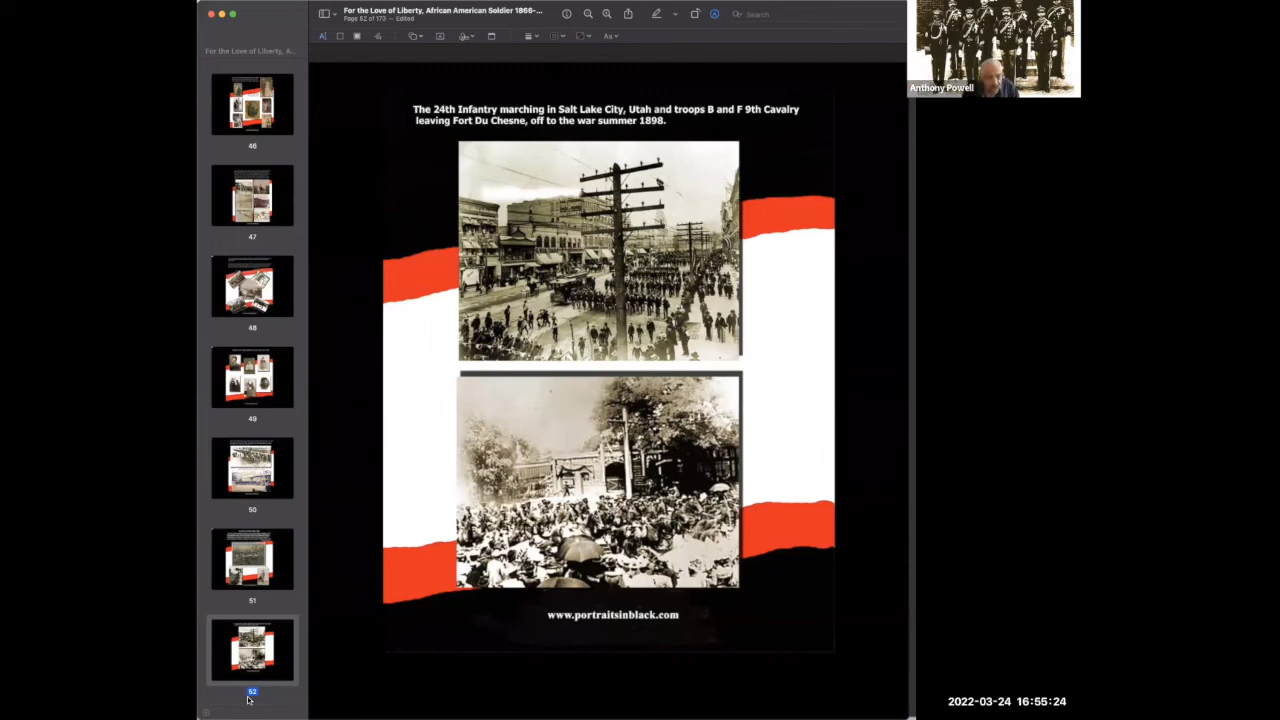 For the Love of Liberty, African American Soldier 1866-...
Page 52 of 173 — Edited
Search
Aa
For the Love of Liberty, A...
46
47
48
49
50
51
52
The 24th Infantry marching in Salt Lake City, Utah and troops B and F 9th Cavalry
leaving Fort Du Chesne, off to the war summer 1898.
www.portraitsinblack.com
Anthony Powell
2022-03-24 16:55:24